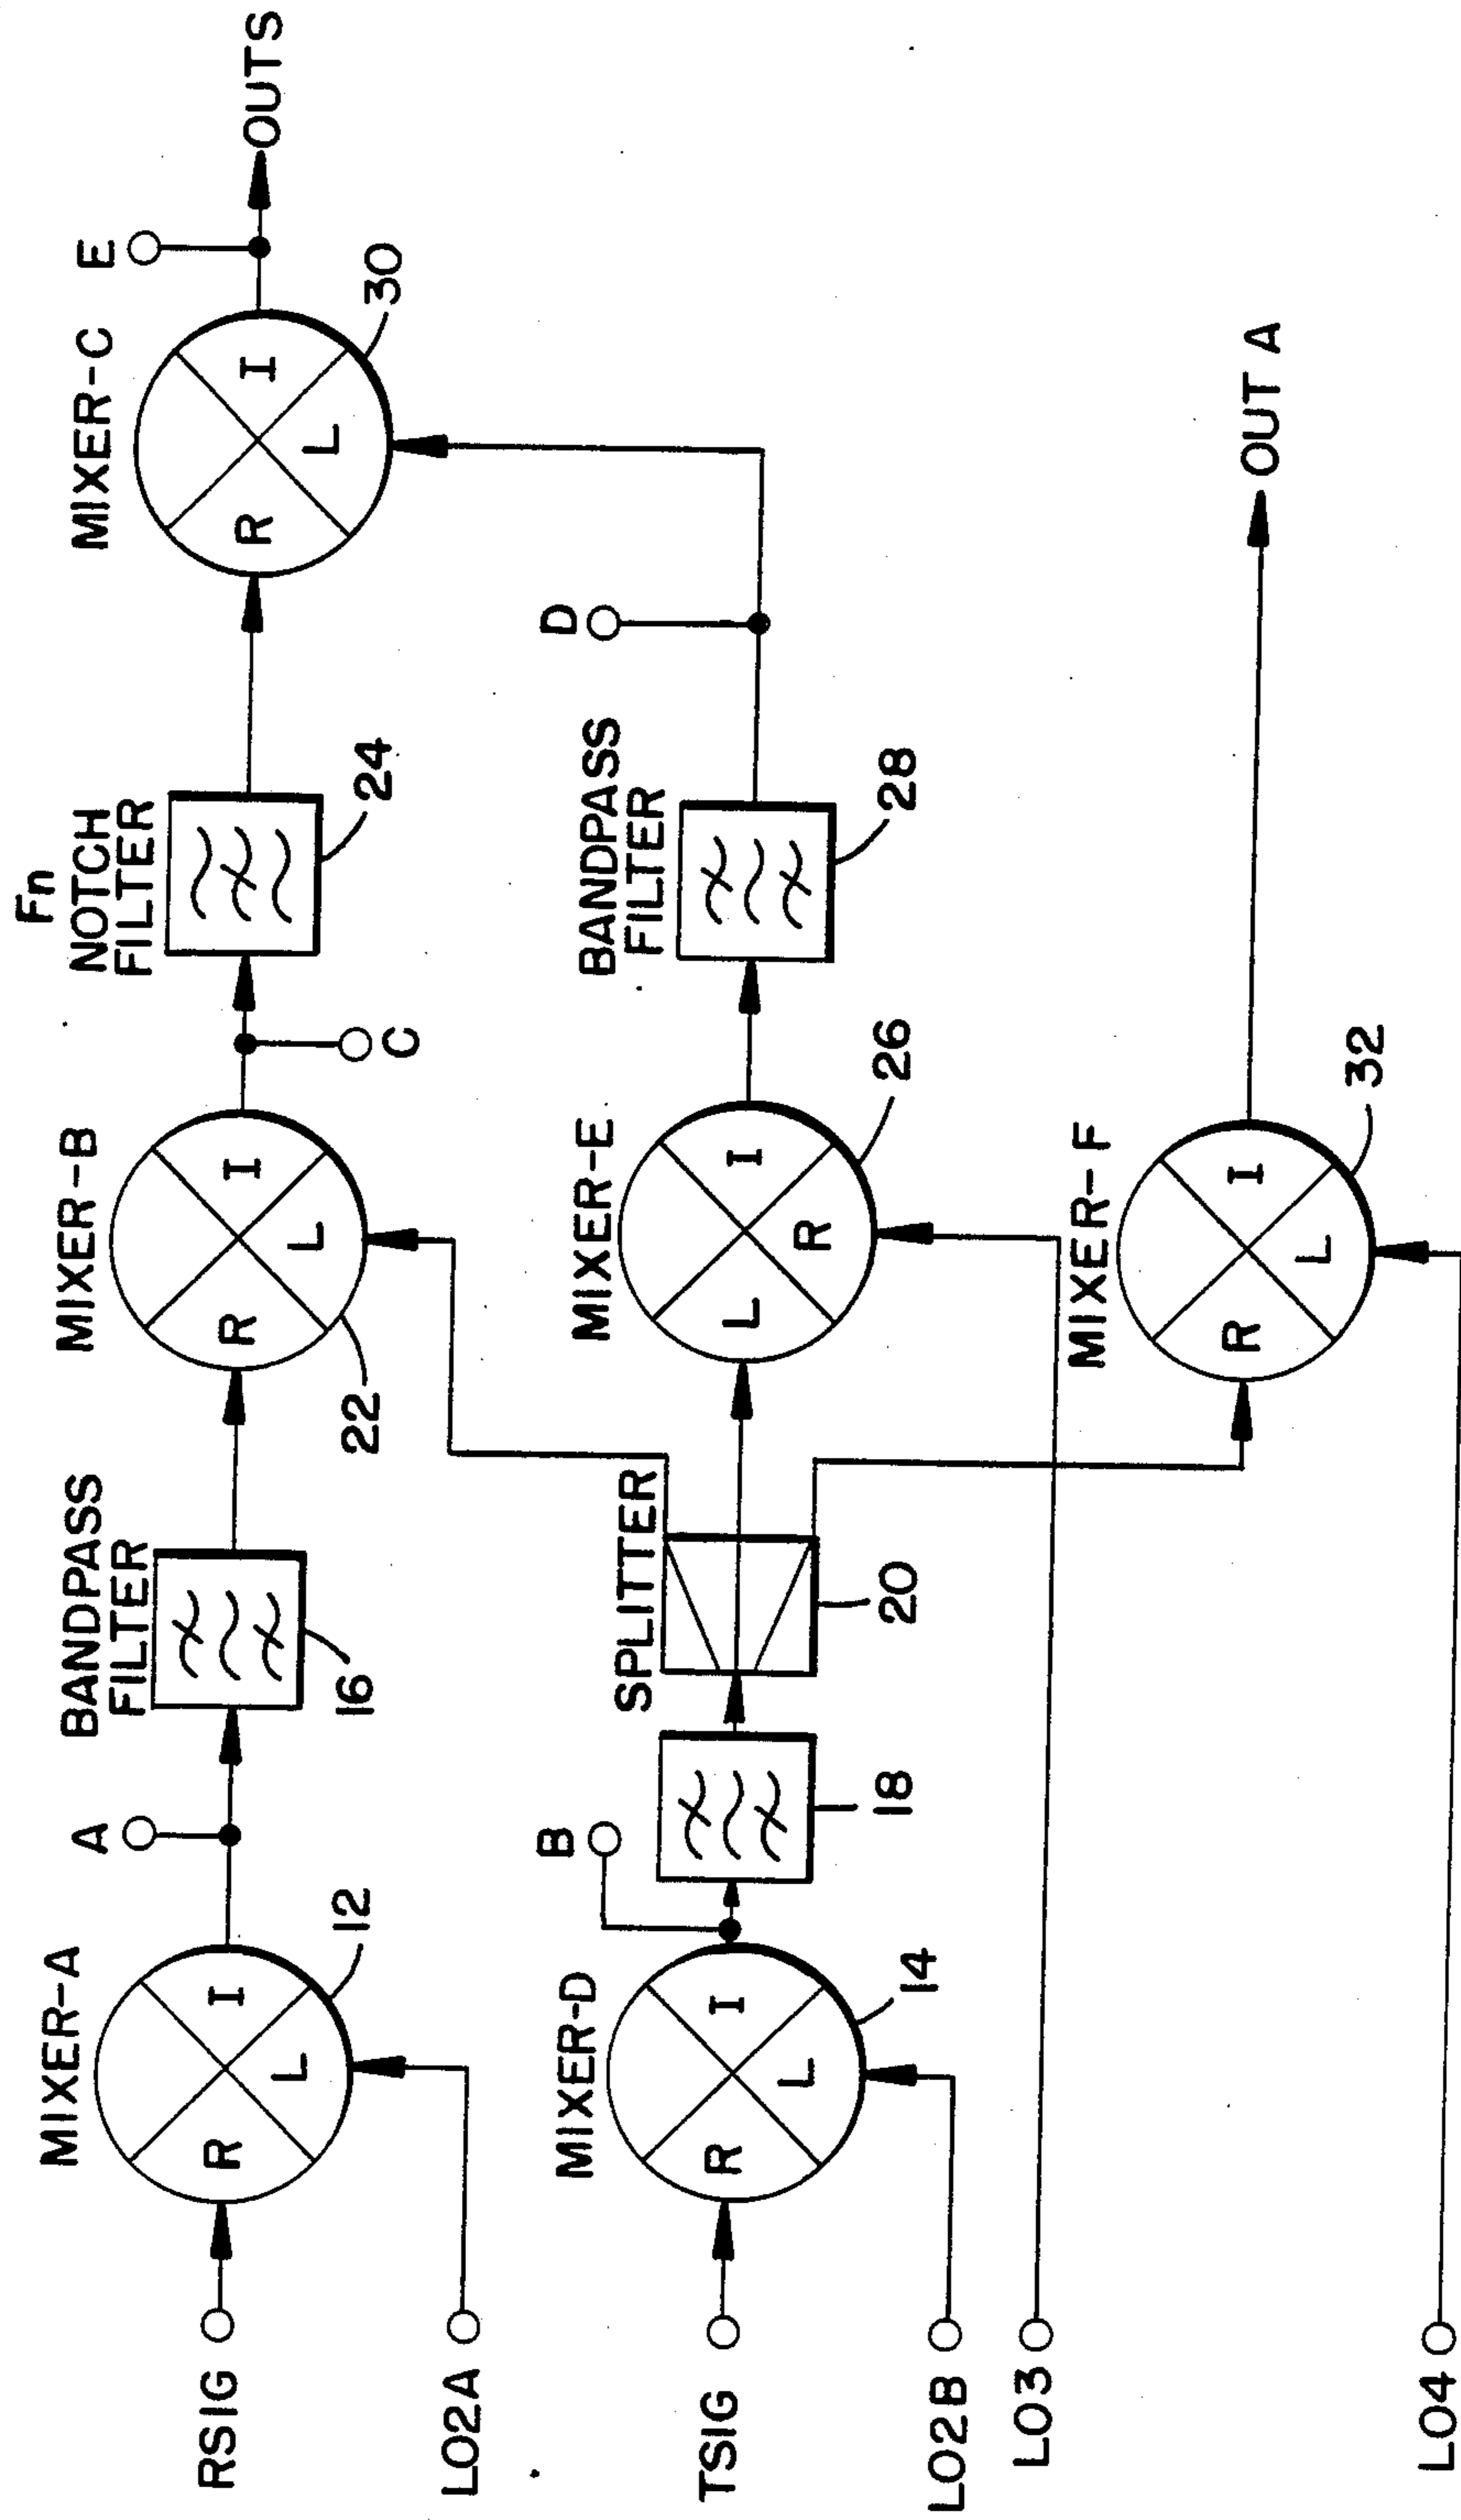 MIXER-A
R
I
L
12
RSIG
LO2A
A
BANDPASS
FILTER
16
MIXER-B
R
I
L
22
C
Fn
NOTCH
FILTER
24
MIXER-C
R
I
L
30
E
OUTS
MIXER-D
R
I
L
14
TSIG
LO2B
B
18
SPLITTER
20
MIXER-E
L
I
R
26
BANDPASS
FILTER
28
D
LO3
MIXER-F
R
I
L
32
OUT A
LO4